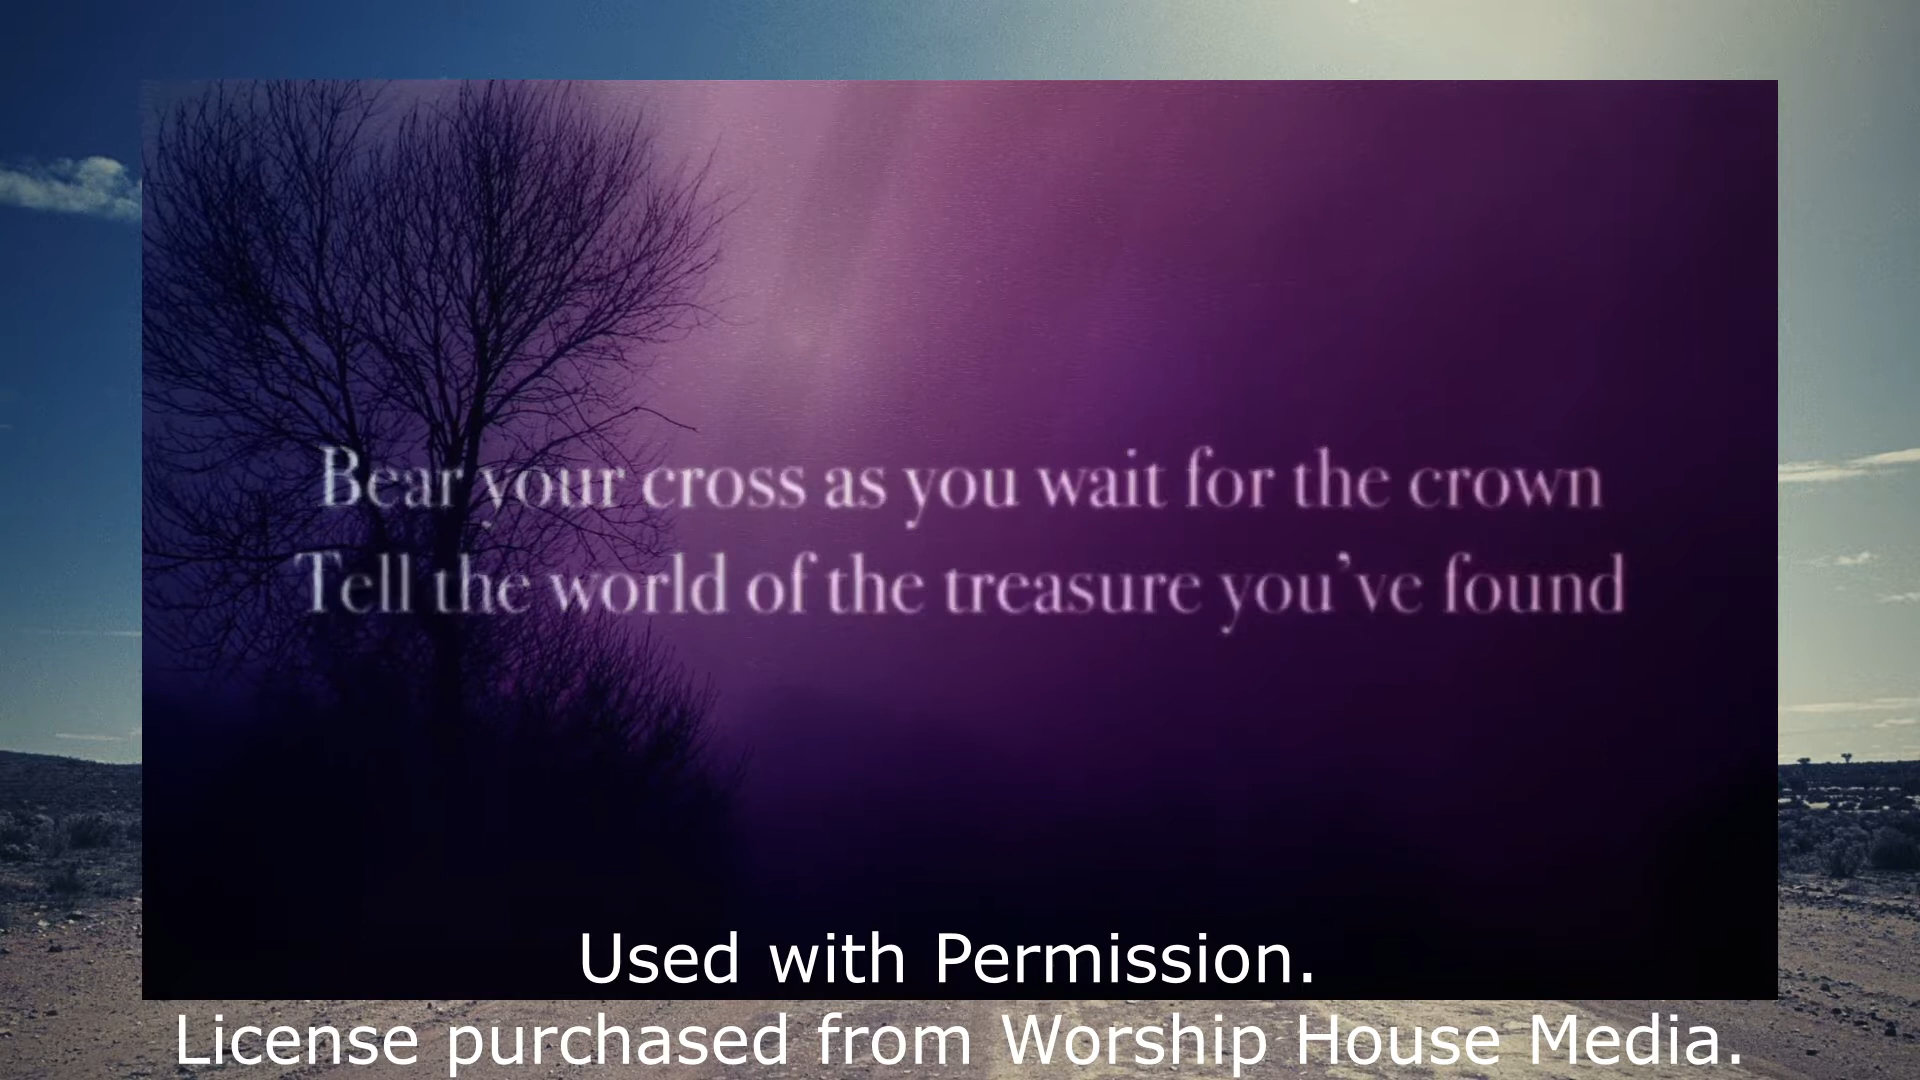 Bear your cross as you wait for the crown
Tell the world of the treasure you've found
Used with Permission.
License purchased from Worship House Media.